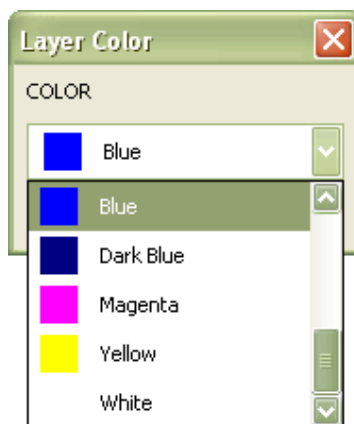 Layer Color
COLOR
Blue
Blue
Dark Blue
Magenta
Yellow
White